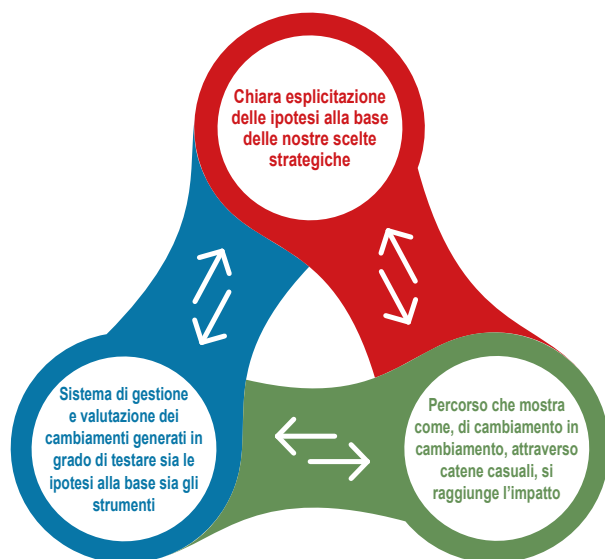 Chiara esplicitazione
delle ipotesi alla base
delle nostre scelte
strategiche
Sistema di gestione
e valutazione dei
cambiamenti generati in
grado di testare sia le
ipotesi alla base sia gli
strumenti
Percorso che mostra
come, di cambiamento in
cambiamento, attraverso
catene casuali, si
raggiunge l'impatto